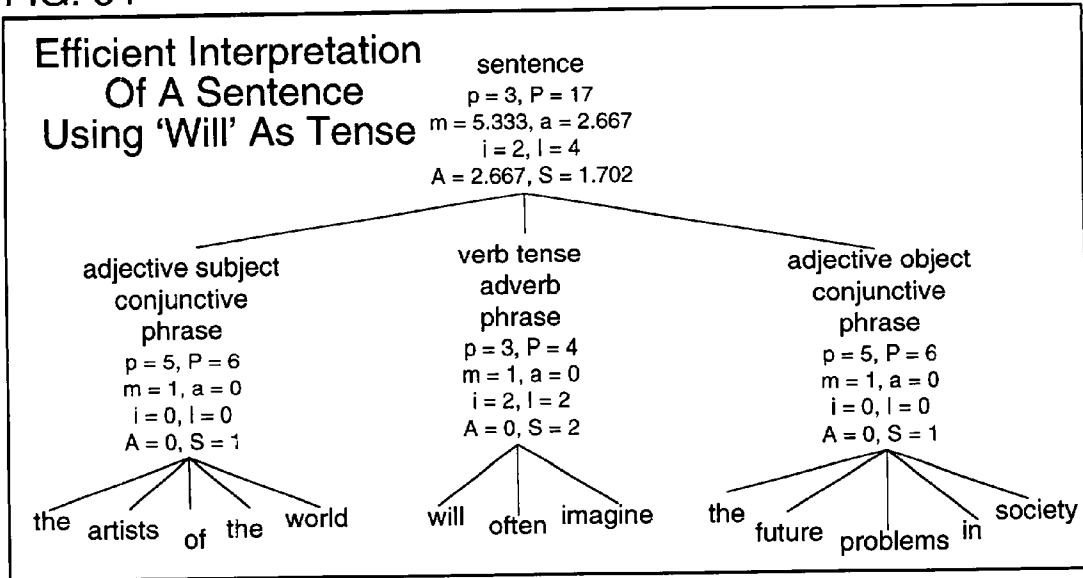 Efficient Interpretation
Of A Sentence
Using 'Will' As Tense
sentence
p = 3, P = 17
m = 5.333, a = 2.667
i = 2, I = 4
A = 2.667, S = 1.702
adjective subject
conjunctive
phrase
p = 5, P = 6
m = 1, a = 0
i = 0, I = 0
A = 0, S = 1
verb tense
adverb
phrase
p = 3, P = 4
m = 1, a = 0
i = 2, I = 2
A = 0, S = 2
adjective object
conjunctive
phrase
p = 5, P = 6
m = 1, a = 0
i = 0, I = 0
A = 0, S = 1
the artists of the world
will often imagine
the future problems in society